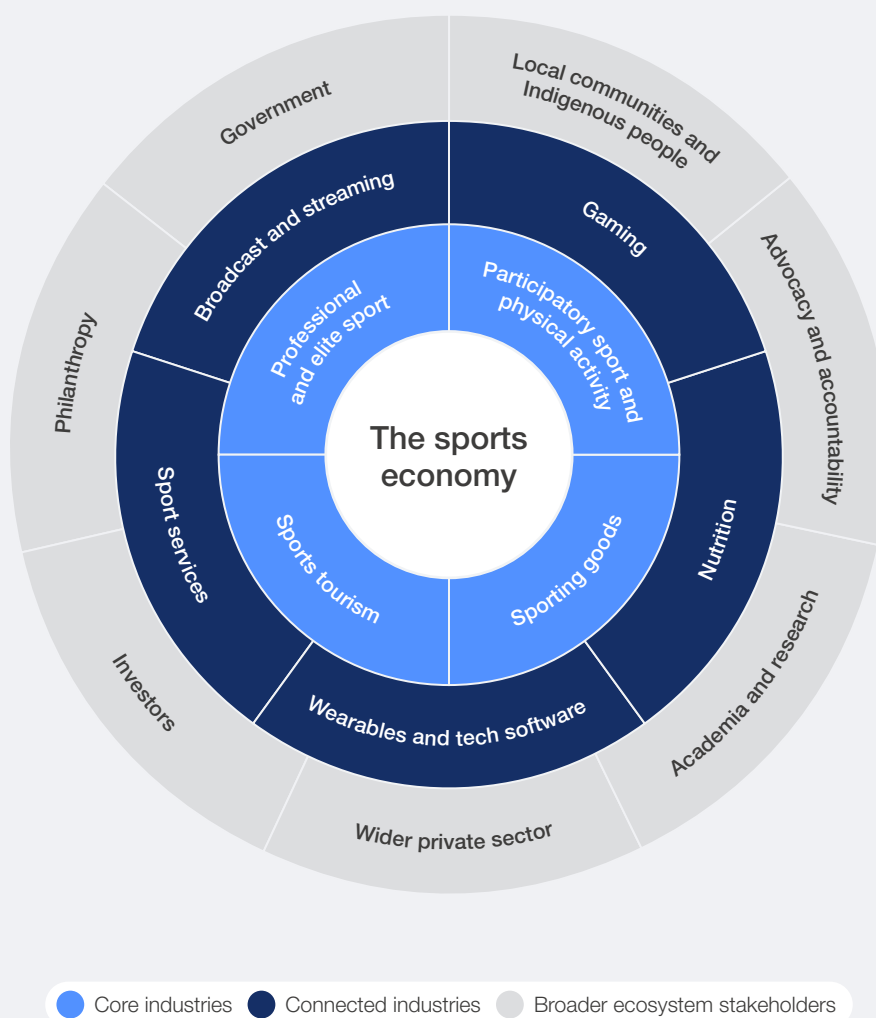 Government
Local communities and
Indigenous people
Broadcast and streaming
Gaming
Philanthropy
Professional
and elite sport
Participatory sport and
physical activity
Advocacy and accountability
The sports
economy
Sport services
Sports tourism
Sporting goods
Nutrition
Investors
Wearables and tech software
Academia and research
Wider private sector
Core industries
Connected industries
Broader ecosystem stakeholders